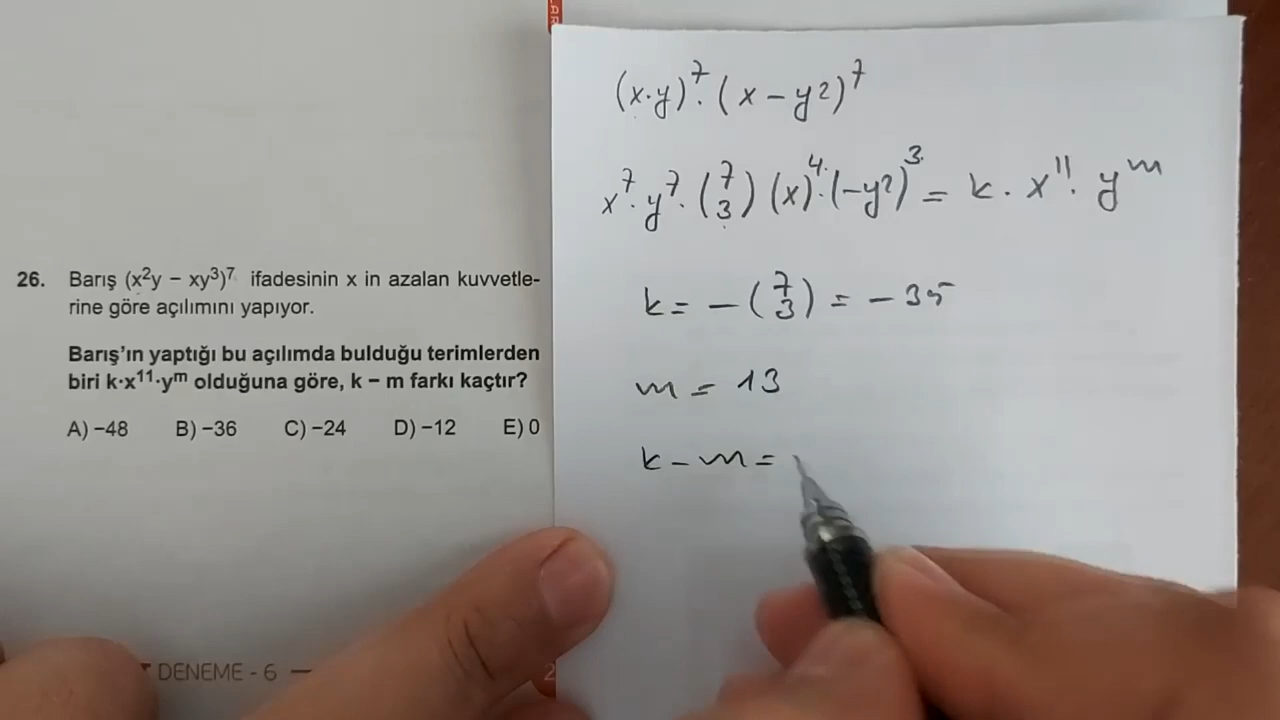 LAR
26. Barış (x²y – xy³)⁷ ifadesinin x in azalan kuvvetle-
rine göre açılımını yapıyor.
Barış'ın yaptığı bu açılımda bulduğu terimlerden
biri k·x¹¹·yᵐ olduğuna göre, k – m farkı kaçtır?
A) –48 B) –36 C) –24 D) –12 E) 0
DENEME - 6
2
(x·y)⁷·(x – y²)⁷
x⁷·y⁷·(7 3)(x)⁴·(–y²)³ = k·x¹¹·yᵐ
k = –(7 3) = –35
m = 13
k – m =